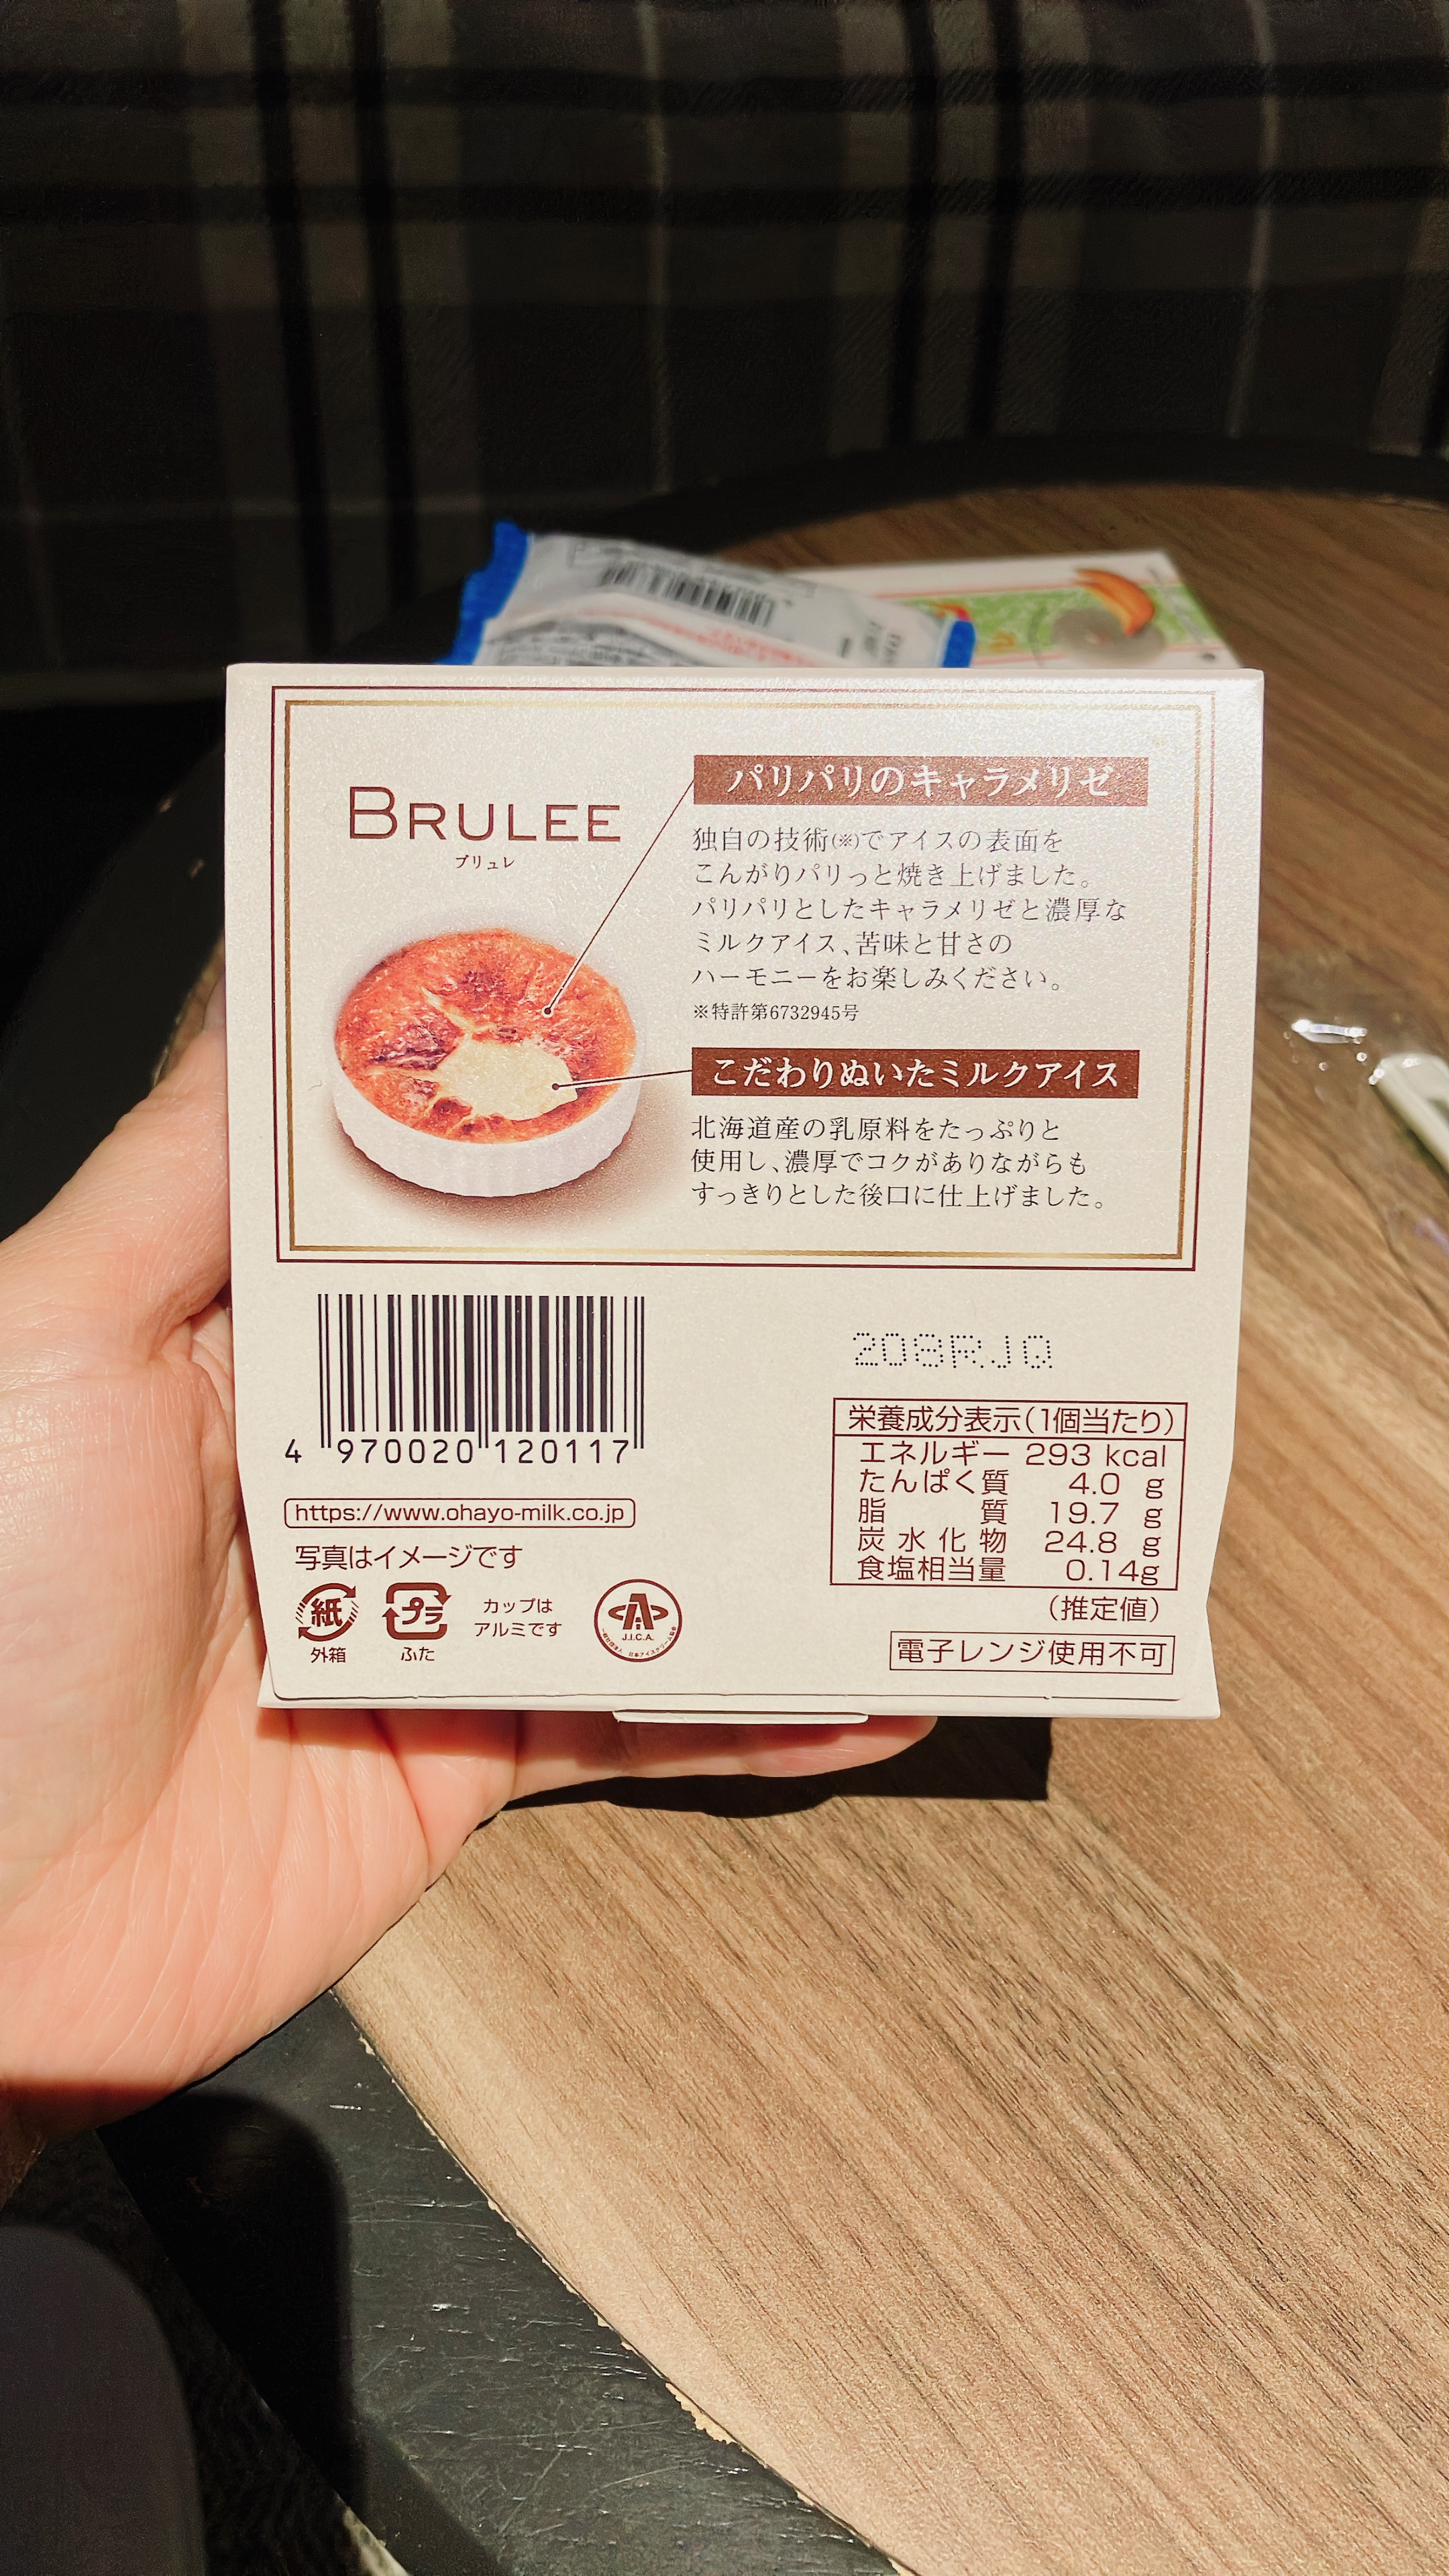 BRULEE
ブリュレ
パリパリのキャラメリゼ
独自の技術(※)でアイスの表面を
こんがりパリっと焼き上げました。
パリパリとしたキャラメリゼと濃厚な
ミルクアイス、苦味と甘さの
ハーモニーをお楽しみください。
※特許第6732945号
こだわりぬいたミルクアイス
北海道産の乳原料をたっぷりと
使用し、濃厚でコクがありながらも
すっきりとした後口に仕上げました。
4 970020 120117
https://www.ohayo-milk.co.jp
写真はイメージです
紙
外箱
プラ
ふた
カップは
アルミです
J.I.C.A.
208RJQ
栄養成分表示(1個当たり)
エネルギー 293 kcal
たんぱく質 4.0 g
脂質 19.7 g
炭水化物 24.8 g
食塩相当量 0.14g
(推定値)
電子レンジ使用不可